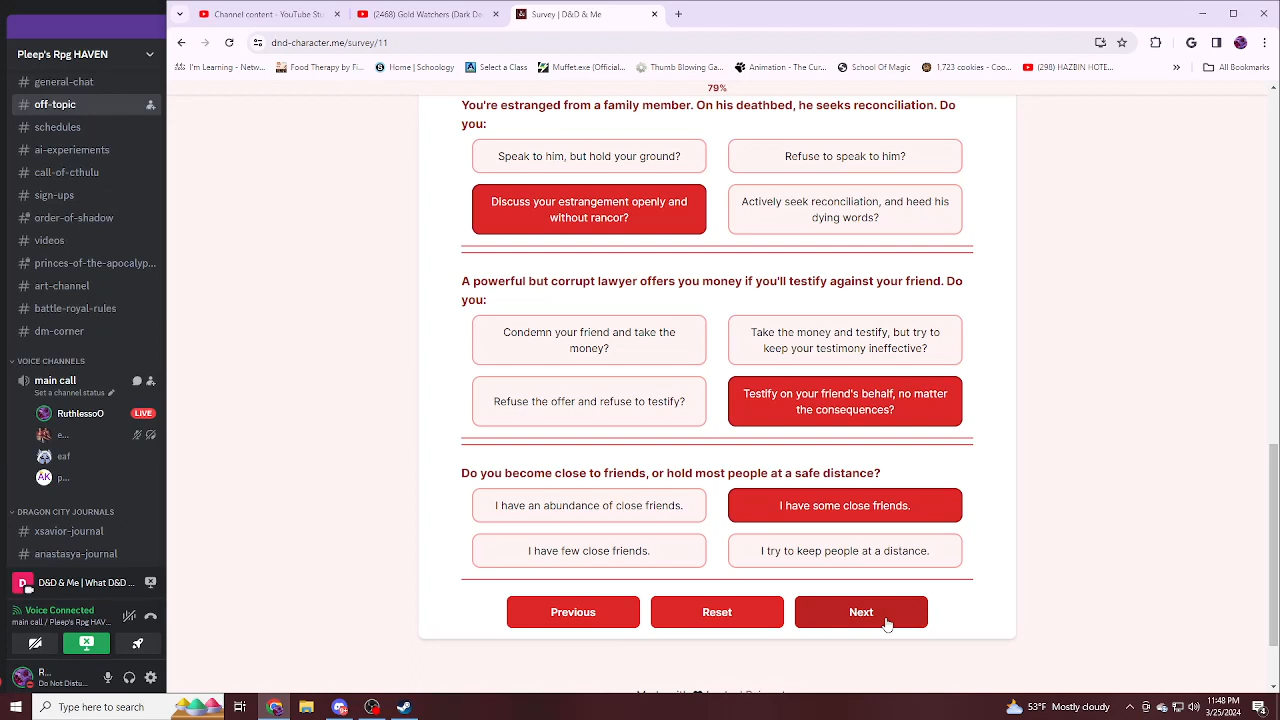 Channel content - YouTube Stu
(2468) Gold Watchers (Dark De
Survey | D&D & Me
dnd-character.me/survey/11
I'm Learning - Netw...
Food Therapy by Fi...
Home | Schoology
Select a Class
Muffet.exe(Official...
Thumb Blowing Ga...
Animation - The Cur...
School Of Magic
1,723 cookies - Coo...
(298) HAZBIN HOTE...
All Bookmarks
Pleep's Rpg HAVEN
general-chat
off-topic
schedules
ai-experiements
call-of-cthulu
sign-ups
order-of-shadow
videos
princes-of-the-apocalyp...
art-channel
battle-royal-rules
dm-corner
VOICE CHANNELS
main call
Set a channel status
RuthlessoO
LIVE
e...
eaf
AK
p...
DRAGON CITY JOURNALS
xsavior-journal
anastasya-journal
D
D&D & Me | What D&D ...
Voice Connected
main call / Pleep's Rpg HAV...
R...
Do Not Distu...
79%
You're estranged from a family member. On his deathbed, he seeks reconciliation. Do
you:
Speak to him, but hold your ground?
Refuse to speak to him?
Discuss your estrangement openly and
without rancor?
Actively seek reconciliation, and heed his
dying words?
A powerful but corrupt lawyer offers you money if you'll testify against your friend. Do
you:
Condemn your friend and take the
money?
Take the money and testify, but try to
keep your testimony ineffective?
Refuse the offer and refuse to testify?
Testify on your friend's behalf, no matter
the consequences?
Do you become close to friends, or hold most people at a safe distance?
I have an abundance of close friends.
I have some close friends.
I have few close friends.
I try to keep people at a distance.
Previous
Reset
Next
Type here to search
53°F Mostly cloudy
11:48 PM
3/25/2024